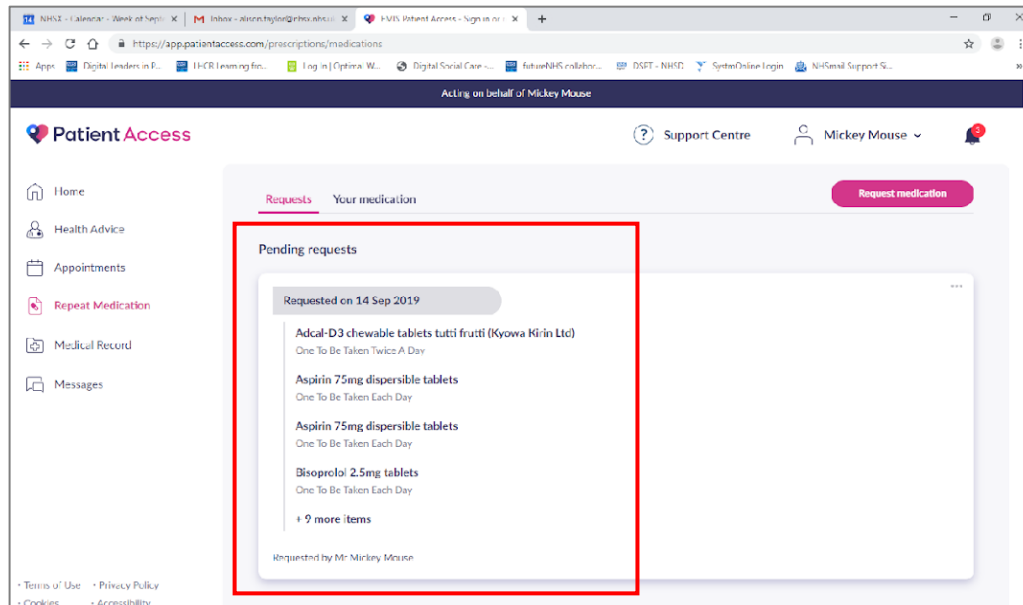 NHSX - Calendar - Week of Sept
Inbox - alison.taylor@nhsx.nhs.u
EMIS Patient Access - Sign in or r
https://app.patientaccess.com/prescriptions/medications
Apps Digital Leaders in P... LHCR Learning fro... Log In | Optimal W... Digital Social Care -... futureNHS collaboc... DSPT - NHSD SystmOnline Login NHSmail Support Si...
Acting on behalf of Mickey Mouse
Patient Access
? Support Centre
Mickey Mouse
3
Home
Health Advice
Appointments
Repeat Medication
Medical Record
Messages
Requests Your medication
Request medication
Pending requests
Requested on 14 Sep 2019
Adcal-D3 chewable tablets tutti frutti (Kyowa Kirin Ltd)
One To Be Taken Twice A Day
Aspirin 75mg dispersible tablets
One To Be Taken Each Day
Aspirin 75mg dispersible tablets
One To Be Taken Each Day
Bisoprolol 2.5mg tablets
One To Be Taken Each Day
+ 9 more items
Requested by Mr Mickey Mouse
• Terms of Use • Privacy Policy
• Cookies • Accessibility